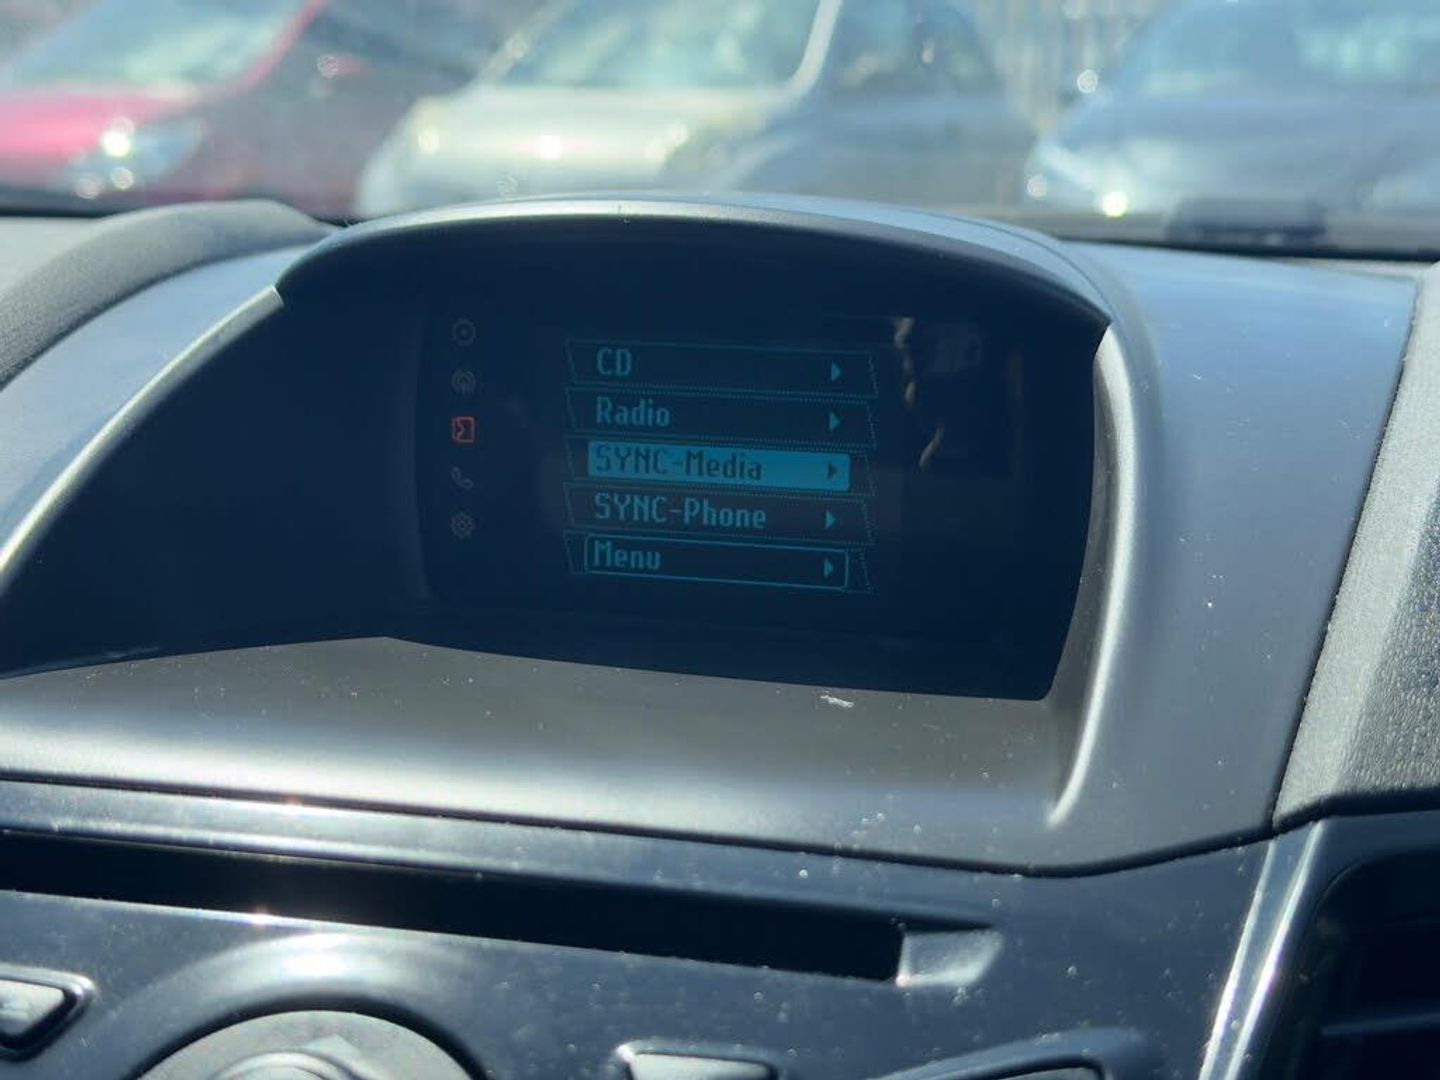 CD
Radio
SYNC-Media
SYNC-Phone
Menu